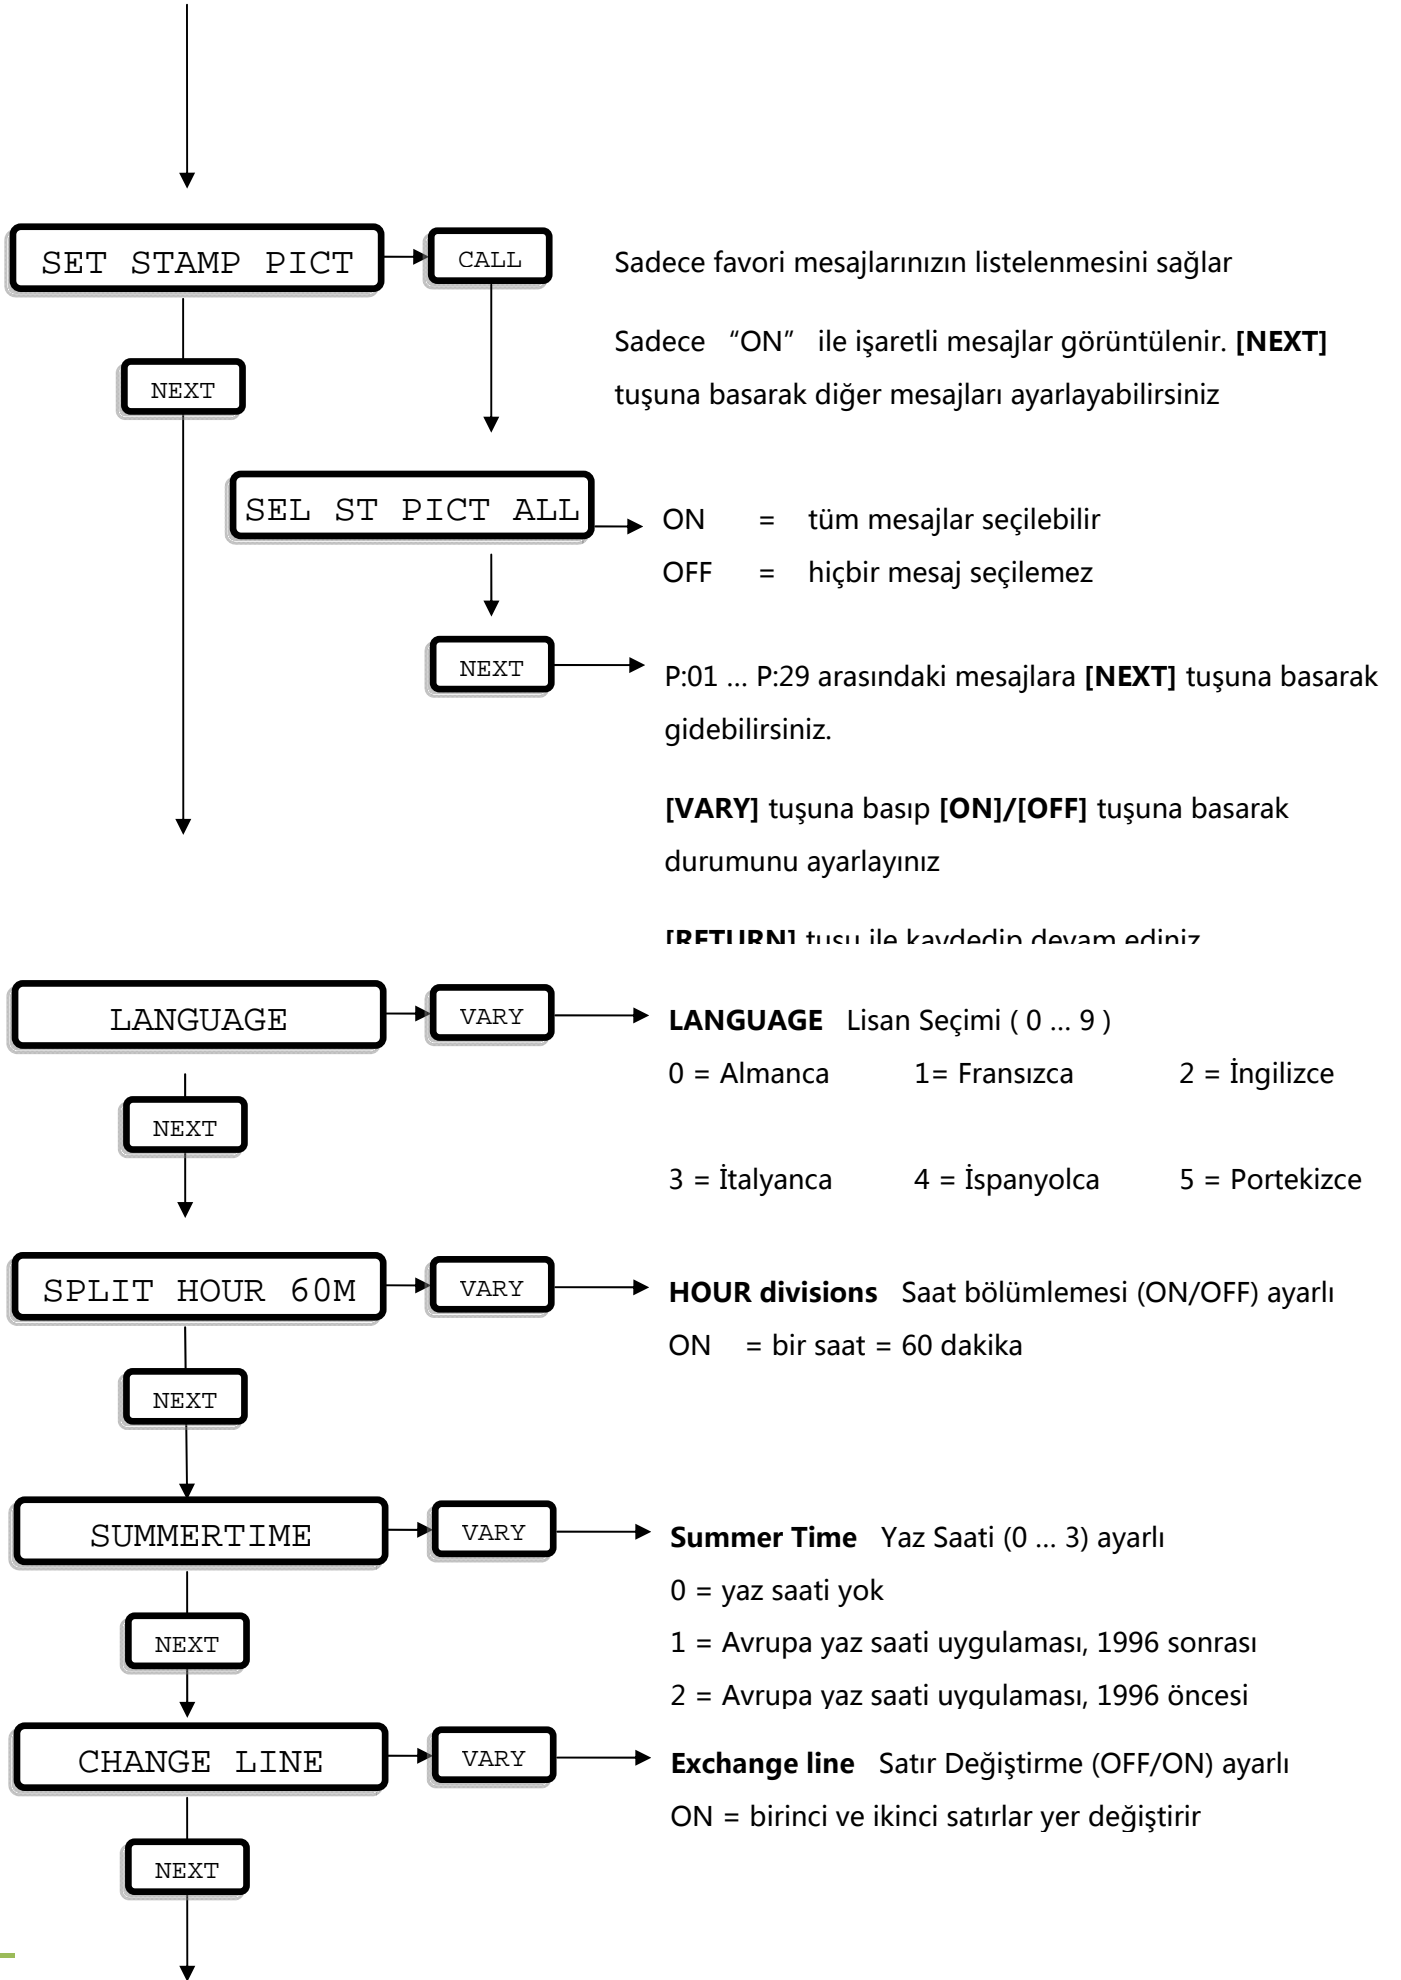 SET STAMP PICT
CALL
Sadece favori mesajlarınızın listelenmesini sağlar
Sadece “ON” ile işaretli mesajlar görüntülenir. [NEXT]
tuşuna basarak diğer mesajları ayarlayabilirsiniz
NEXT
SEL ST PICT ALL
ON = tüm mesajlar seçilebilir
OFF = hiçbir mesaj seçilemez
NEXT
P:01 ... P:29 arasındaki mesajlara [NEXT] tuşuna basarak
gidebilirsiniz.
[VARY] tuşuna basıp [ON]/[OFF] tuşuna basarak
durumunu ayarlayınız
[RETURN] tuşu ile kaydedip devam ediniz
LANGUAGE
VARY
LANGUAGE Lisan Seçimi ( 0 ... 9 )
0 = Almanca 1= Fransızca 2 = İngilizce
NEXT
3 = İtalyanca 4 = İspanyolca 5 = Portekizce
SPLIT HOUR 60M
VARY
HOUR divisions Saat bölümlemesi (ON/OFF) ayarlı
ON = bir saat = 60 dakika
NEXT
SUMMERTIME
VARY
Summer Time Yaz Saati (0 ... 3) ayarlı
0 = yaz saati yok
1 = Avrupa yaz saati uygulaması, 1996 sonrası
NEXT
2 = Avrupa yaz saati uygulaması, 1996 öncesi
CHANGE LINE
VARY
Exchange line Satır Değiştirme (OFF/ON) ayarlı
ON = birinci ve ikinci satırlar yer değiştirir
NEXT